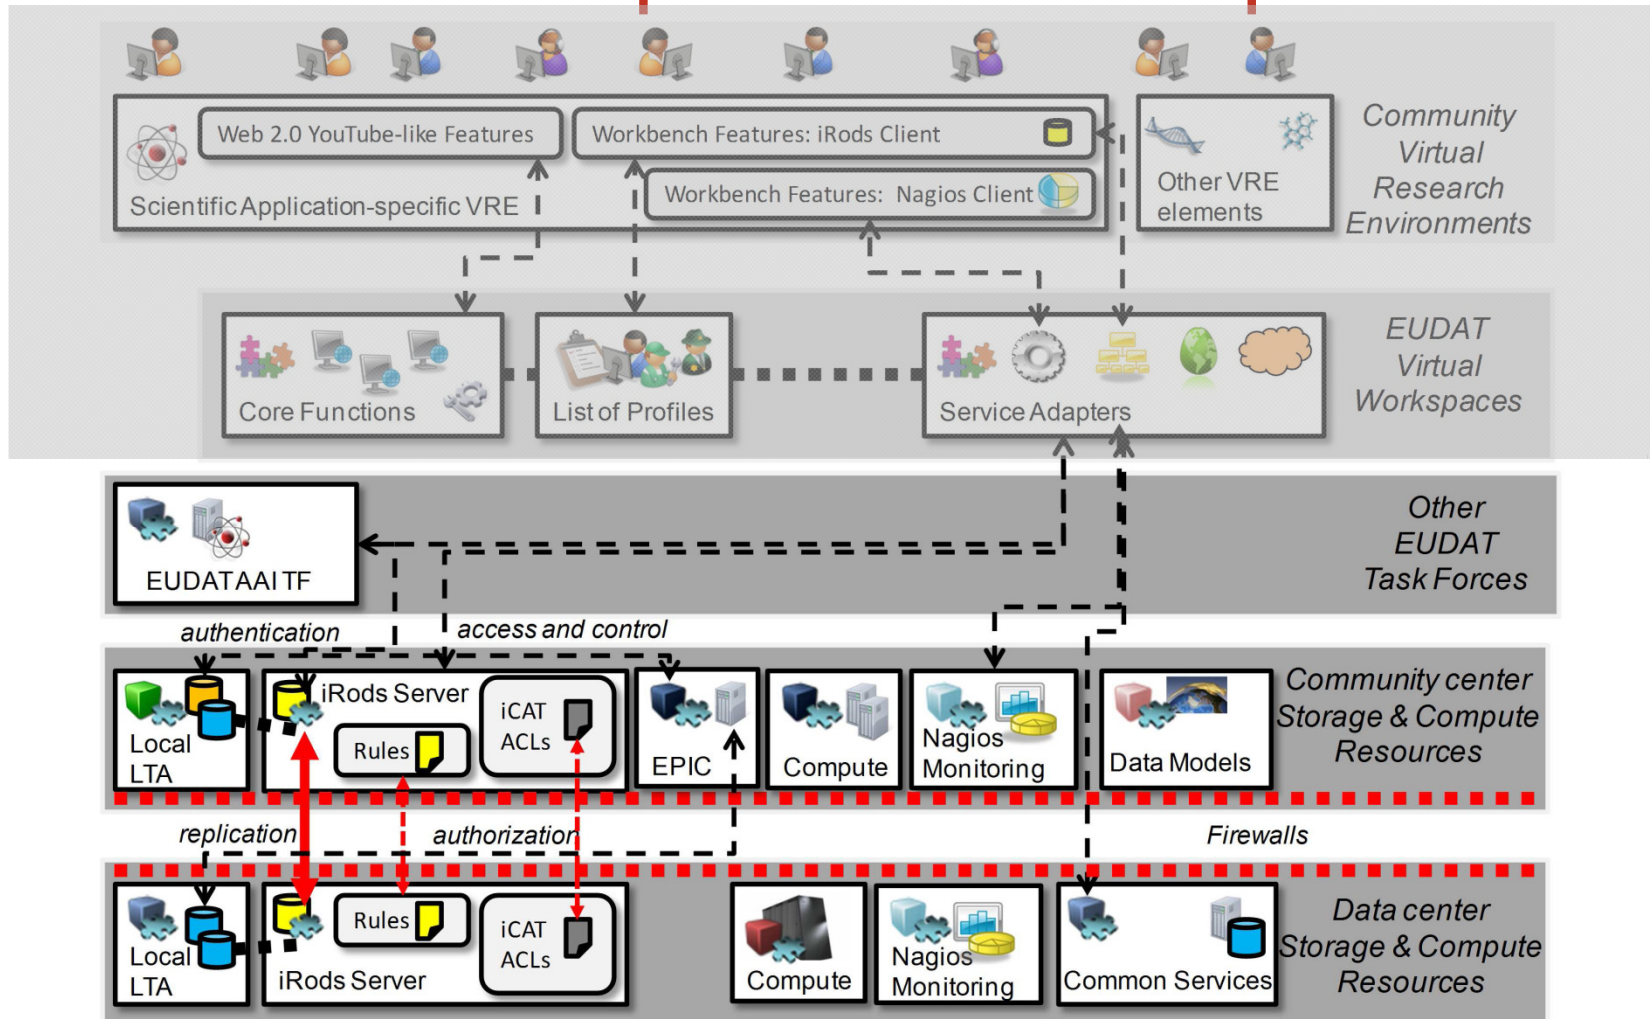 Web 2.0 YouTube-like Features
Workbench Features: iRods Client
Workbench Features: Nagios Client
Scientific Application-specific VRE
Other VRE
elements
Community
Virtual
Research
Environments
Core Functions
List of Profiles
Service Adapters
EUDAT
Virtual
Workspaces
EUDAT AAI TF
Other
EUDAT
Task Forces
authentication
access and control
Local
LTA
iRods Server
Rules
iCAT
ACLs
EPIC
Compute
Nagios
Monitoring
Data Models
Community center
Storage & Compute
Resources
replication
authorization
Firewalls
Local
LTA
Rules
iRods Server
iCAT
ACLs
Compute
Nagios
Monitoring
Common Services
Data center
Storage & Compute
Resources